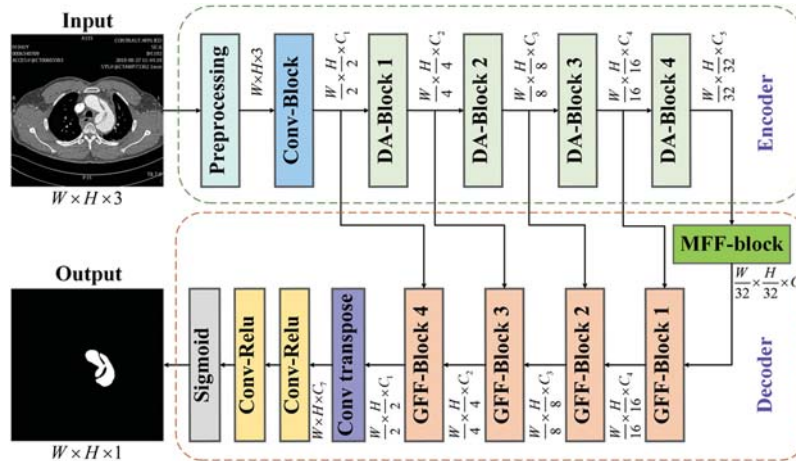 Input
W×H×3
Preprocessing
W×H×3
Conv-Block
W/2×H/2×C₁
DA-Block 1
W/4×H/4×C₂
DA-Block 2
W/8×H/8×C₃
DA-Block 3
W/16×H/16×C₄
DA-Block 4
W/32×H/32×C₅
Encoder
MFF-block
W/32×H/32×C
Output
W×H×1
Sigmoid
Conv-Relu
Conv-Relu
W×H×C₇
Conv transpose
W/2×H/2×C₁
GFF-Block 4
W/4×H/4×C₂
GFF-Block 3
W/8×H/8×C₃
GFF-Block 2
W/16×H/16×C₄
GFF-Block 1
Decoder